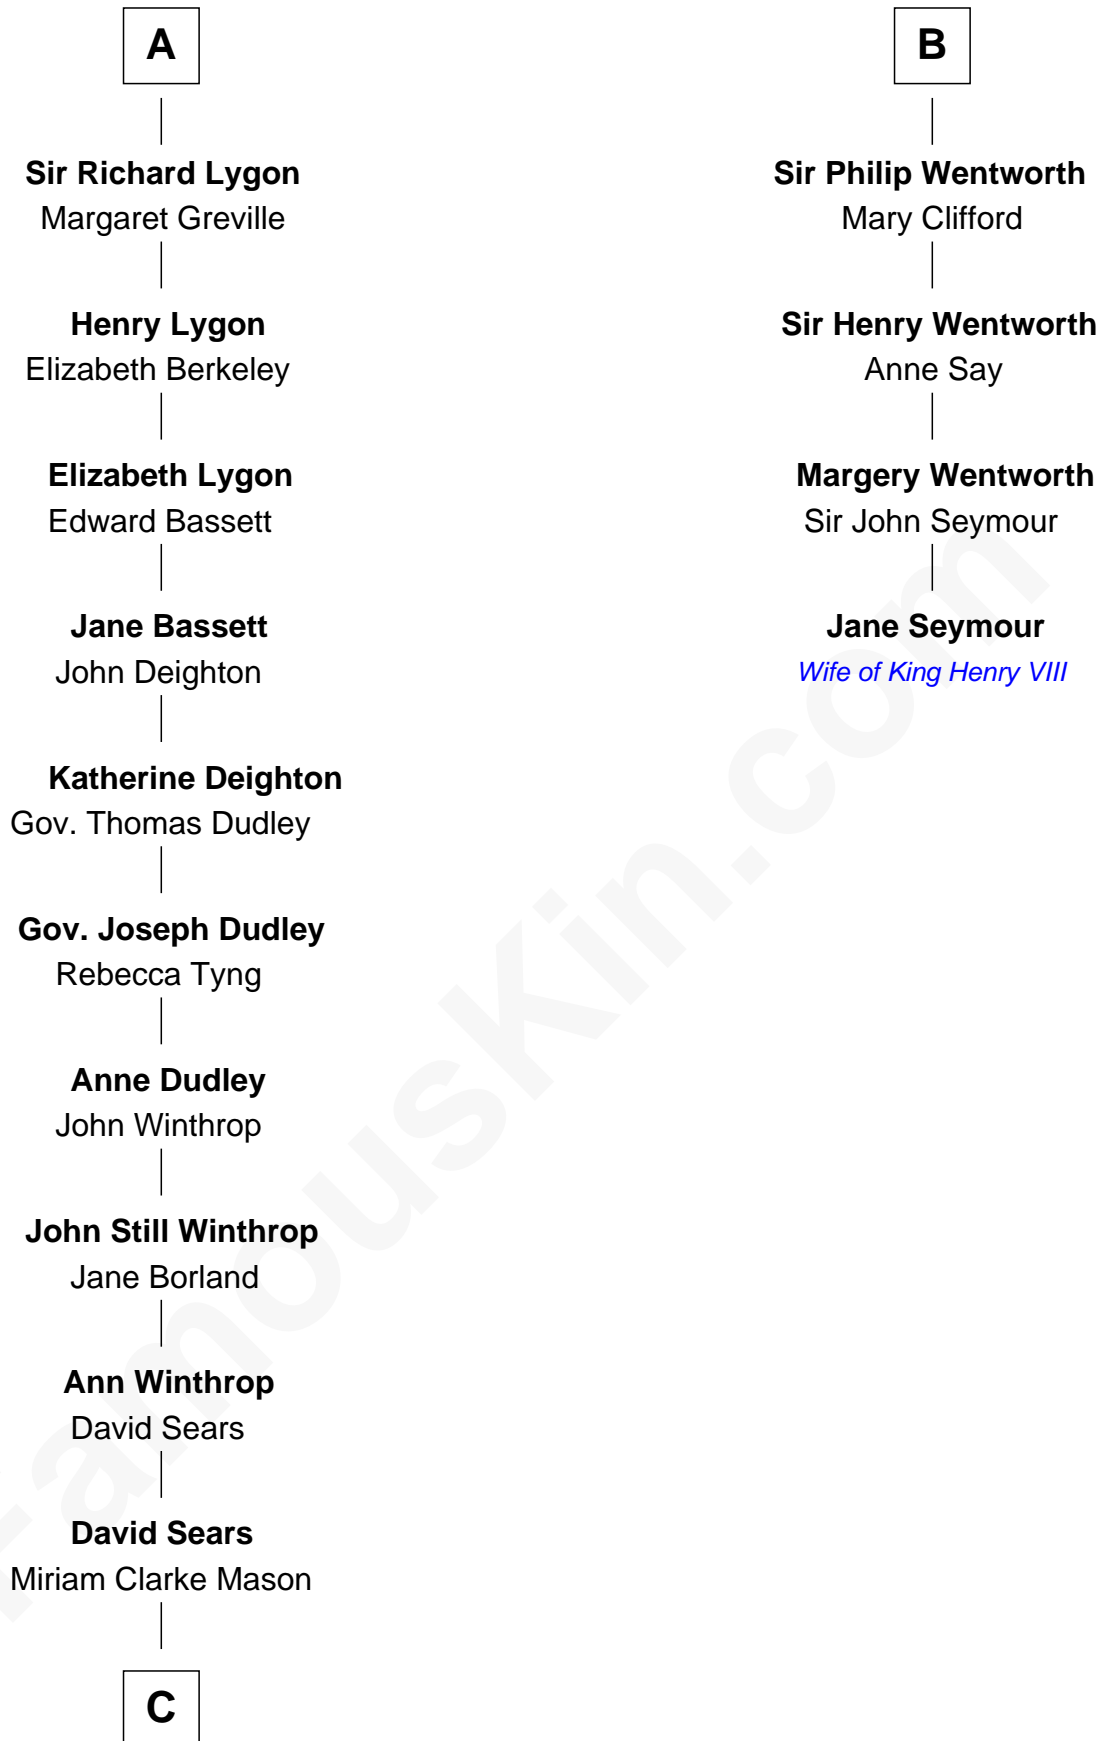 A
Sir Richard Lygon
Margaret Greville
Henry Lygon
Elizabeth Berkeley
Elizabeth Lygon
Edward Bassett
Jane Bassett
John Deighton
Katherine Deighton
Gov. Thomas Dudley
Gov. Joseph Dudley
Rebecca Tyng
Anne Dudley
John Winthrop
John Still Winthrop
Jane Borland
Ann Winthrop
David Sears
David Sears
Miriam Clarke Mason
C
B
Sir Philip Wentworth
Mary Clifford
Sir Henry Wentworth
Anne Say
Margery Wentworth
Sir John Seymour
Jane Seymour
Wife of King Henry VIII
FamousKin.com